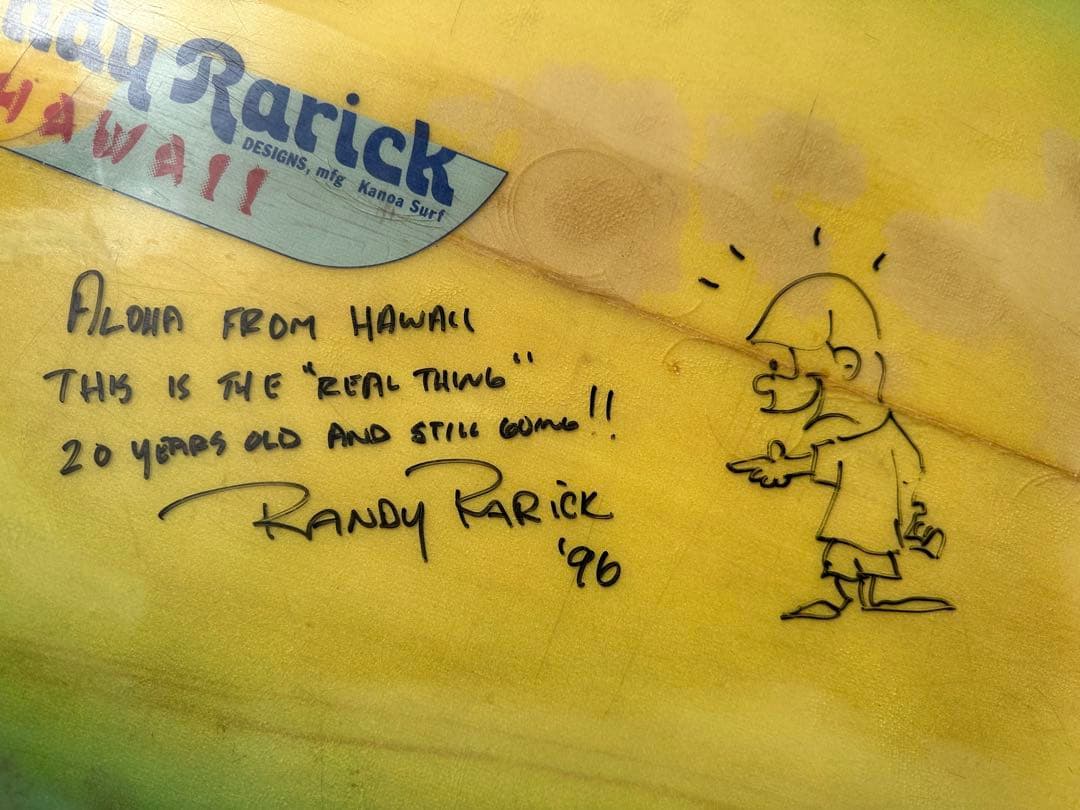 ndy Rarick
HAWAII
DESIGNS, mfg Kanoa Surf
ALOHA FROM HAWAII
THIS IS THE "REAL THING"
20 YEARS OLD AND STILL GOING!!
RANDY RARICK
'96